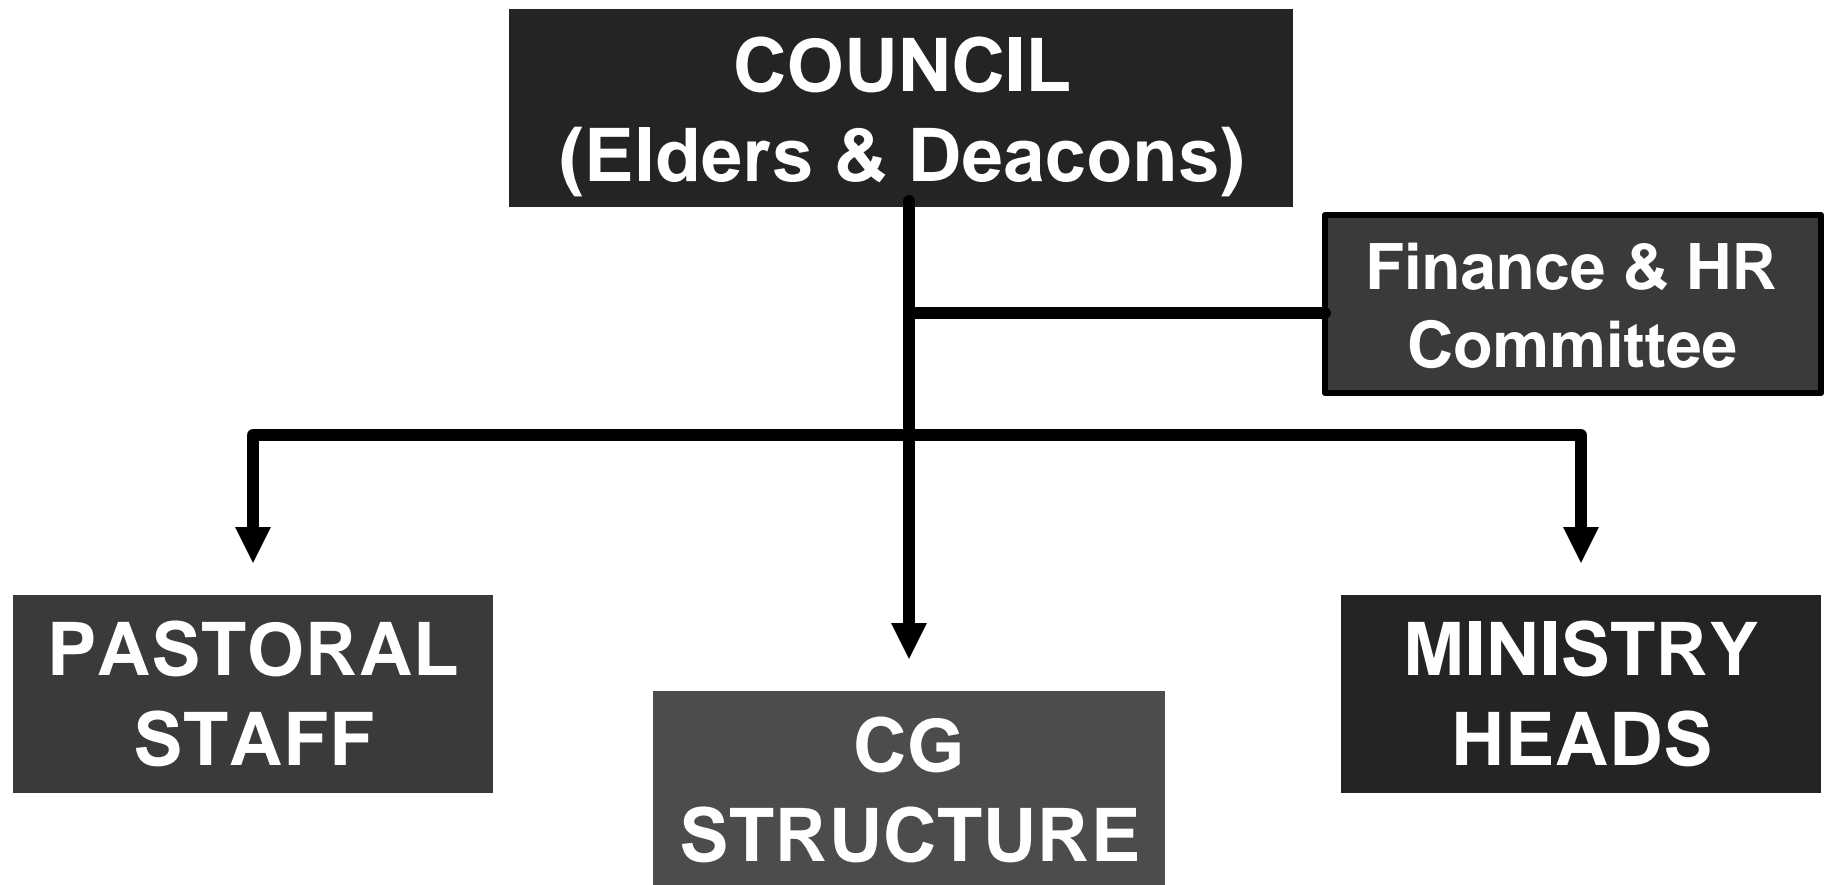 COUNCIL
(Elders & Deacons)
Finance & HR
Committee
PASTORAL
STAFF
CG
STRUCTURE
MINISTRY
HEADS